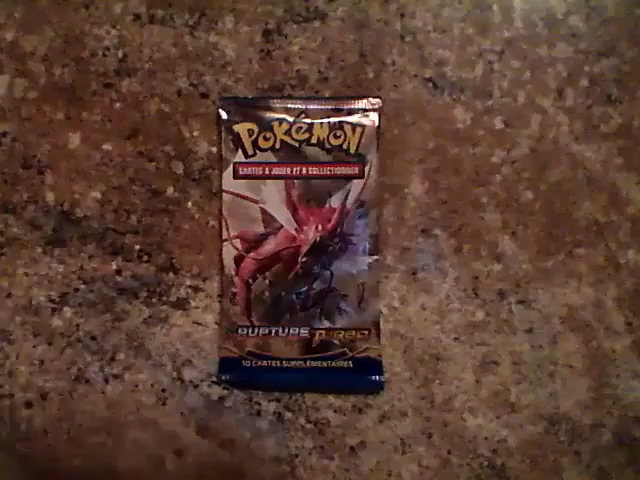 POKéMON
CARTES À JOUER ET À COLLECTIONNER
RUPTURE TURBO
10 CARTES SUPPLÉMENTAIRES